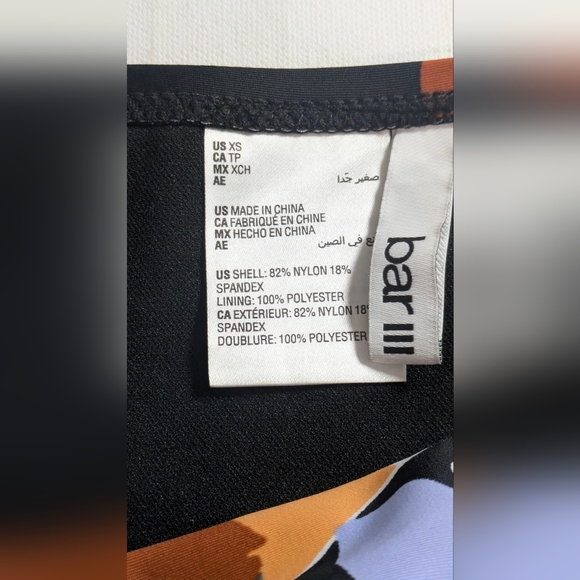 US XS
CA TP
MX XCH
AE صغير جّدا
US MADE IN CHINA
CA FABRIQUÉ EN CHINE
MX HECHO EN CHINA
AE في الصين
US SHELL: 82% NYLON 18%
SPANDEX
LINING: 100% POLYESTER
CA EXTÉRIEUR: 82% NYLON 18%
SPANDEX
DOUBLURE: 100% POLYESTER
bar III